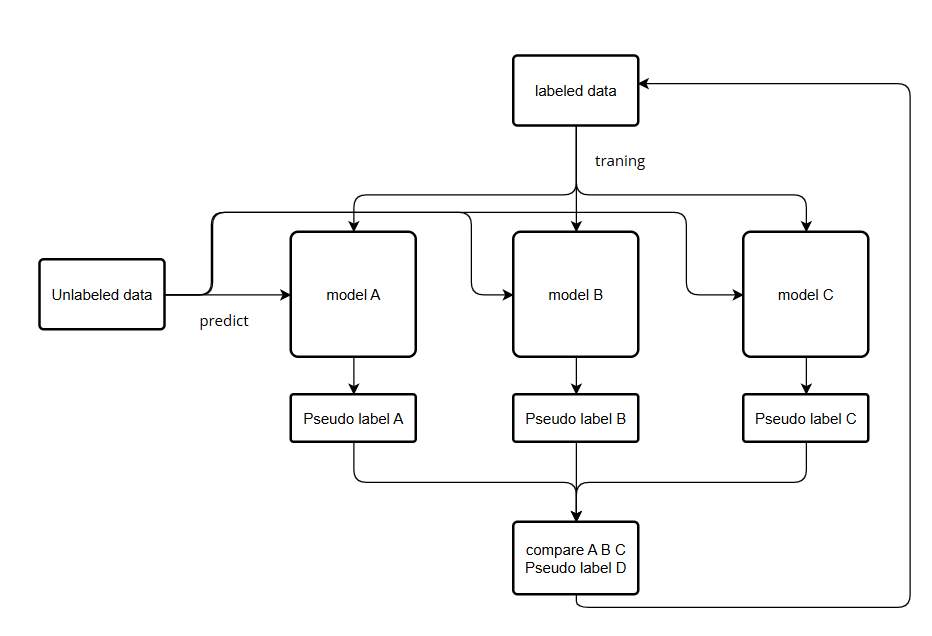 labeled data
traning
Unlabeled data
predict
model A
model B
model C
Pseudo label A
Pseudo label B
Pseudo label C
compare A B C
Pseudo label D